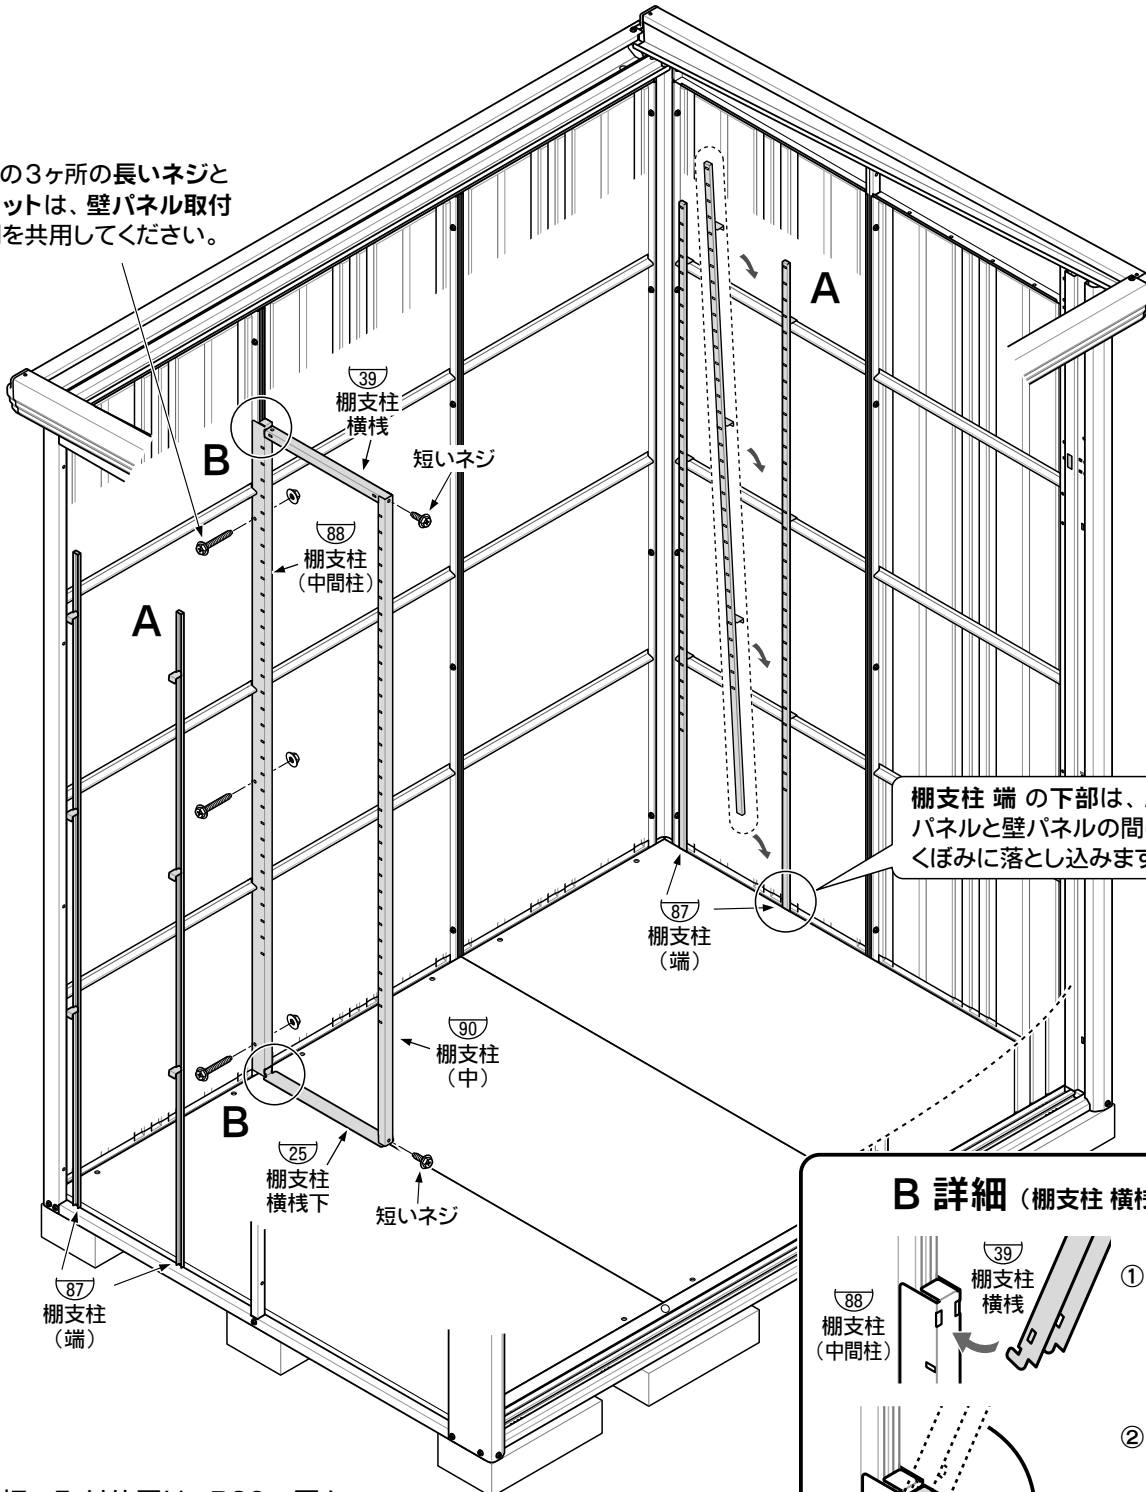 の3ヶ所の長いネジと
ットは、壁パネル取付
を共用してください。
A
39
棚支柱
横桟
短いネジ
B
88
棚支柱
（中間柱）
A
棚支柱 端 の下部は、
パネルと壁パネルの間
くぼみに落とし込みます
87
棚支柱
（端）
90
棚支柱
（中）
B
25
棚支柱
横桟下
短いネジ
87
棚支柱
（端）
B 詳細（棚支柱 横桟
39
棚支柱
横桟
88
棚支柱
（中間柱）
①
②